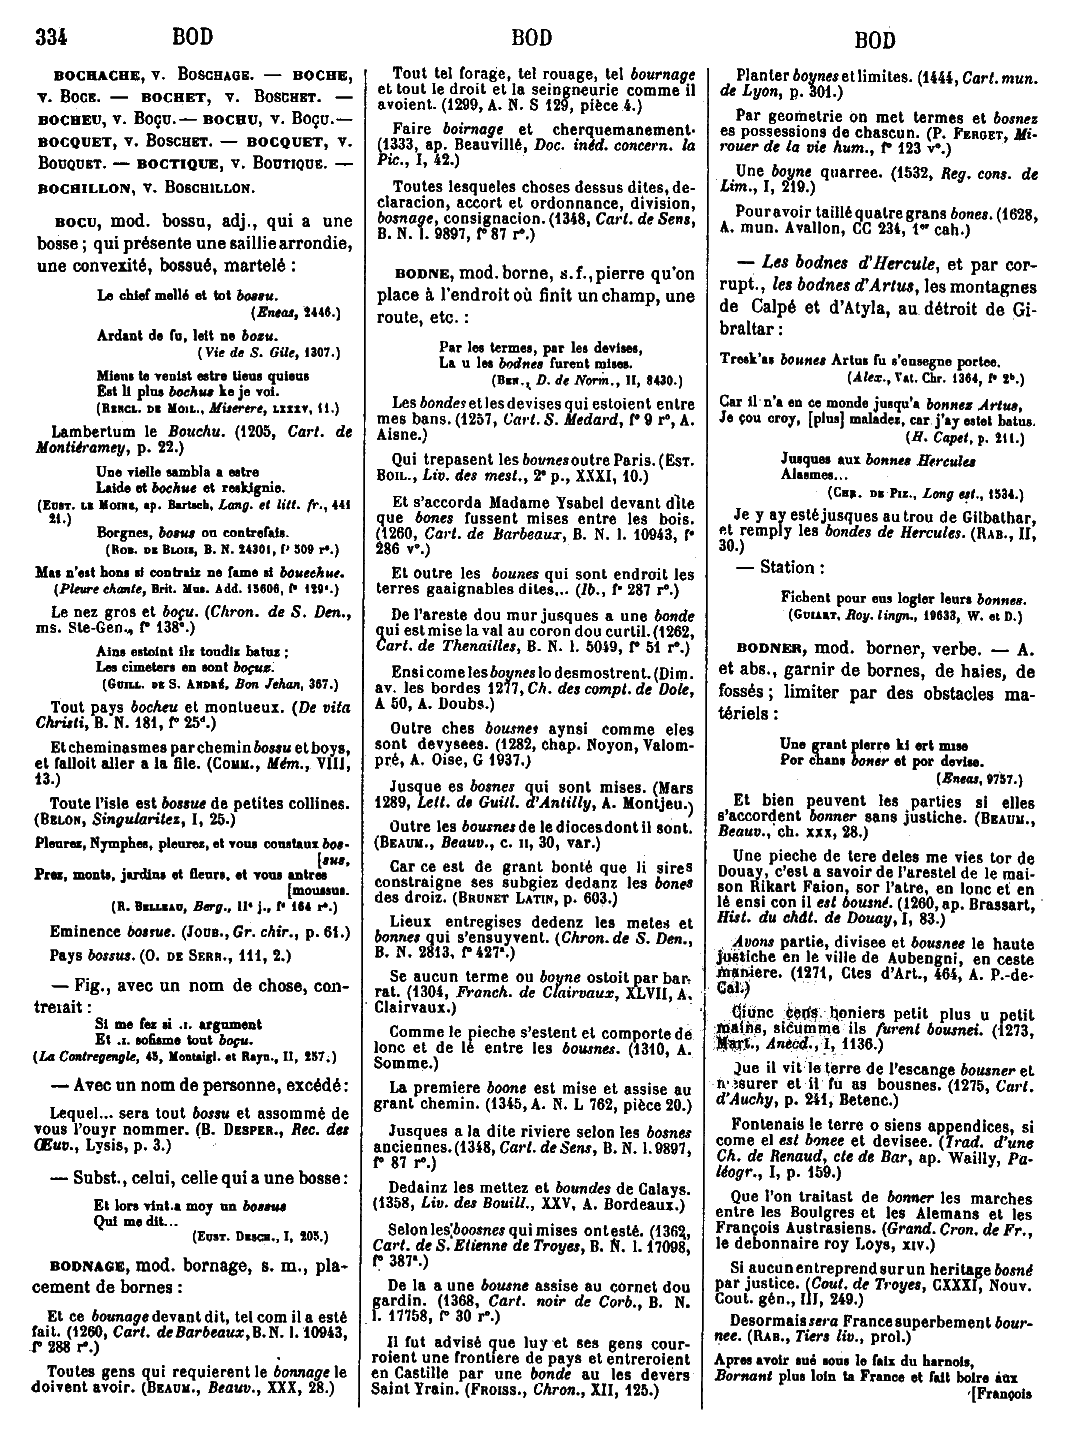 334 BOD BOD BOD
BOCHACHE, v. Boschage. — BOCHE,
v. Boce. — BOCHET, v. Boschet. —
BOCHEU, v. Boçu. — BOCHU, v. Boçu. —
BOCQUET, v. Boschet. — BOCQUET, v.
Bouquet. — BOCTIQUE, v. Boutique. —
BOCHILLON, v. Boschillon.
BOCU, mod. bossu, adj., qui a une
bosse ; qui présente une saillie arrondie,
une convexité, bossué, martelé :
Le chief mellé et tot bossu.
(Eneas, 2446.)
Ardant de fu, leit ne bozu.
(Vie de S. Gile, 1307.)
Miens te venist estre tieus quieus
Est li plus bochus ke je voi.
(Rencl. de Moil., Miserere, LXXIV, 11.)
Lambertum le Bouchu. (1205, Cart. de
Montiéramey, p. 22.)
Une vielle sambla a estre
Laide et bochue et reskignie.
(Eust. le Moine, ap. Bartsch, Lang. et litt. fr., 441
21.)
Borgnes, bosus ou contrefais.
(Rob. de Blois, B. N. 24301, f° 509 r°.)
Mas n'est hons si contraiz ne fame si bouechue.
(Pleure chante, Brit. Mus. Add. 15606, f° 129ᵃ.)
Le nez gros et boçu. (Chron. de S. Den.,
ms. Ste-Gen., f° 138ᵃ.)
Ains estoint ilz toudis batuz ;
Les cimeters en sont boçuz.
(Guill. de S. André, Bon Jehan, 367.)
Tout pays bocheu et montueux. (De vita
Christi, B. N. 181, f° 25ᵈ.)
Et cheminasmes par chemin bossu et boys,
et falloit aller a la file. (Comm., Mém., VIII,
13.)
Toute l'isle est bossue de petites collines.
(Belon, Singularitez, I, 25.)
Pleurez, Nymphes, pleurez, et vous coustaux bos-
[sus,
Prez, monts, jardins et fleurs, et vous antres
[moussus.
(R. Belleau, Berg., IIᵉ j., f° 164 r°.)
Eminence bossue. (Joub., Gr. chir., p. 61.)
Pays bossus. (O. de Serr., 111, 2.)
— Fig., avec un nom de chose, con-
trefait :
Si me fez si .I. argument
Et .I. sofisme tout boçu.
(La Contregengle, 45, Montaigl. et Rayn., II, 257.)
— Avec un nom de personne, excédé :
Lequel... sera tout bossu et assommé de
vous l'ouyr nommer. (B. Desper., Rec. des
Œuv., Lysis, p. 3.)
— Subst., celui, celle qui a une bosse :
Et lors vint a moy un bossus
Qui me dit...
(Eust. Desch., I, 205.)
BODNAGE, mod. bornage, s. m., pla-
cement de bornes :
Et ce bounage devant dit, tel com il a esté
fait. (1260, Cart. de Barbeaux, B. N. l. 10943,
f° 288 r°.)
Toutes gens qui requierent le bonnage le
doivent avoir. (Beaum., Beauv., XXX, 28.)
Tout tel forage, tel rouage, tel bournage
et tout le droit et la seingneurie comme il
avoient. (1299, A. N. S 129, pièce 4.)
Faire boirnage et cherquemanement.
(1333, ap. Beauvillé, Doc. inéd. concern. la
Pic., I, 42.)
Toutes lesqueles choses dessus dites, de-
claracion, accort et ordonnance, division,
bosnage, consignacion. (1348, Cart. de Sens,
B. N. l. 9897, f° 87 r°.)
BODNE, mod. borne, s. f., pierre qu'on
place à l'endroit où finit un champ, une
route, etc. :
Par les termes, par les devises,
La u les bodnes furent mises.
(Ben., D. de Norm., II, 8430.)
Les bondes et les devises qui estoient entre
mes bans. (1257, Cart. S. Medard, f° 9 r°, A.
Aisne.)
Qui trepasent les bovnes outre Paris. (Est.
Boil., Liv. des mest., 2ᵉ p., XXXI, 10.)
Et s'accorda Madame Ysabel devant dite
que bones fussent mises entre les bois.
(1260, Cart. de Barbeaux, B. N. l. 10943, f°
286 v°.)
Et outre les bounes qui sont endroit les
terres gaaignables dites... (Ib., f° 287 r°.)
De l'areste dou mur jusques a une bonde
qui est mise la val au coron dou curtil. (1262,
Cart. de Thenailles, B. N. l. 5049, f° 51 r°.)
Ensi come les boynes lo desmostrent. (Dim.
av. les bordes 1277, Ch. des compt. de Dole,
A 50, A. Doubs.)
Outre ches bousnes aynsi comme eles
sont devysees. (1282, chap. Noyon, Valom-
pré, A. Oise, G 1937.)
Jusque es bosnes qui sont mises. (Mars
1289, Lett. de Guill. d'Antilly, A. Montjeu.)
Outre les bousnes de le dioces dont il sont.
(Beaum., Beauv., c. II, 30, var.)
Car ce est de grant bonté que li sires
constraigne ses subgiez dedanz les bones
des droiz. (Brunet Latin, p. 603.)
Lieux entregises dedenz les metes et
bonnes qui s'ensuyvent. (Chron. de S. Den.,
B. N. 2813, f° 427ᵃ.)
Se aucun terme ou boyne ostoit par bar-
rat. (1304, Franch. de Clairvaux, XLVII, A.
Clairvaux.)
Comme le pieche s'estent et comporte de
lonc et de lé entre les bousnes. (1310, A.
Somme.)
La premiere boone est mise et assise au
grant chemin. (1345, A. N. L 762, pièce 20.)
Jusques a la dite riviere selon les bosnes
anciennes. (1348, Cart. de Sens, B. N. l. 9897,
f° 87 r°.)
Dedainz les mettez et boundes de Calays.
(1358, Liv. des Bouill., XXV, A. Bordeaux.)
Selon les boosnes qui mises ont esté. (1362,
Cart. de S. Etienne de Troyes, B. N. l. 17098,
f° 387ᵃ.)
De la a une bousne assise au cornet dou
gardin. (1368, Cart. noir de Corb., B. N.
l. 17758, f° 30 r°.)
Il fut advisé que luy et ses gens cour-
roient une frontiere de pays et entreroient
en Castille par une bonde au les devers
Saint Yrain. (Froiss., Chron., XII, 125.)
Planter boynes et limites. (1444, Cart. mun.
de Lyon, p. 301.)
Par geometrie on met termes et bosnez
es possessions de chascun. (P. Ferget, Mi-
rouer de la vie hum., f° 123 v°.)
Une boyne quarree. (1532, Reg. cons. de
Lim., I, 219.)
Pour avoir taillé quatre grans bones. (1628,
A. mun. Avallon, CC 234, 1ᵉʳ cah.)
— Les bodnes d'Hercule, et par cor-
rupt., les bodnes d'Artus, les montagnes
de Calpé et d'Atyla, au détroit de Gi-
braltar :
Tresk'as bounes Artus fu s'ensegne portee.
(Alex., Vat. Chr. 1364, f° 2ᵇ.)
Car il n'a en ce monde jusqu'a bonnez Artus,
Je çou croy, [plus] maladez, car j'ay estet batus.
(H. Capet, p. 211.)
Jusques aux bonnes Hercules
Alasmes...
(Chr. de Piz., Long est., 1534.)
Je y ay esté jusques au trou de Gilbathar,
et remply les bondes de Hercules. (Rab., II,
30.)
— Station :
Fichent pour eus logier leurs bonnes.
(Guiart, Roy. lingn., 19633, W. et D.)
BODNER, mod. borner, verbe. — A.
et abs., garnir de bornes, de haies, de
fossés ; limiter par des obstacles ma-
tériels :
Une grant pierre ki ert mise
Por chans boner et por devise.
(Eneas, 9757.)
Et bien peuvent les parties si elles
s'accordent bonner sans justiche. (Beaum.,
Beauv., ch. XXX, 28.)
Une pieche de tere deles me vies tor de
Douay, c'est a savoir de l'arestel de le mai-
son Rikart Faion, sor l'atre, en lonc et en
lé ensi con il est bousné. (1260, ap. Brassart,
Hist. du chât. de Douay, I, 83.)
Avons partie, divisee et bousnee le haute
justiche en le ville de Aubengni, en ceste
maniere. (1271, Ctes d'Art., 464, A. P.-de-
Cal.)
Ciunc cens boniers petit plus u petit
mains, sicumme ils furent bousnei. (1273,
Mart., Anecd., I, 1136.)
Que il vit le terre de l'escange bousner et
mesurer et il fu as bousnes. (1275, Cart.
d'Auchy, p. 241, Betenc.)
Fontenais le terre o siens appendices, si
come el est bonee et devisee. (Trad. d'une
Ch. de Renaud, cte de Bar, ap. Wailly, Pa-
léogr., I, p. 159.)
Que l'on traitast de bonner les marches
entre les Boulgres et les Alemans et les
François Austrasiens. (Grand. Cron. de Fr.,
le debonnaire roy Loys, XIV.)
Si aucun entreprend sur un heritage bosné
par justice. (Cout. de Troyes, CXXXI, Nouv.
Cout. gén., III, 249.)
Desormais sera France superbement bour-
nee. (Rab., Tiers liv., prol.)
Apres avoir sué sous le faix du harnois,
Bornant plus loin ta France et fait boire aux
[François